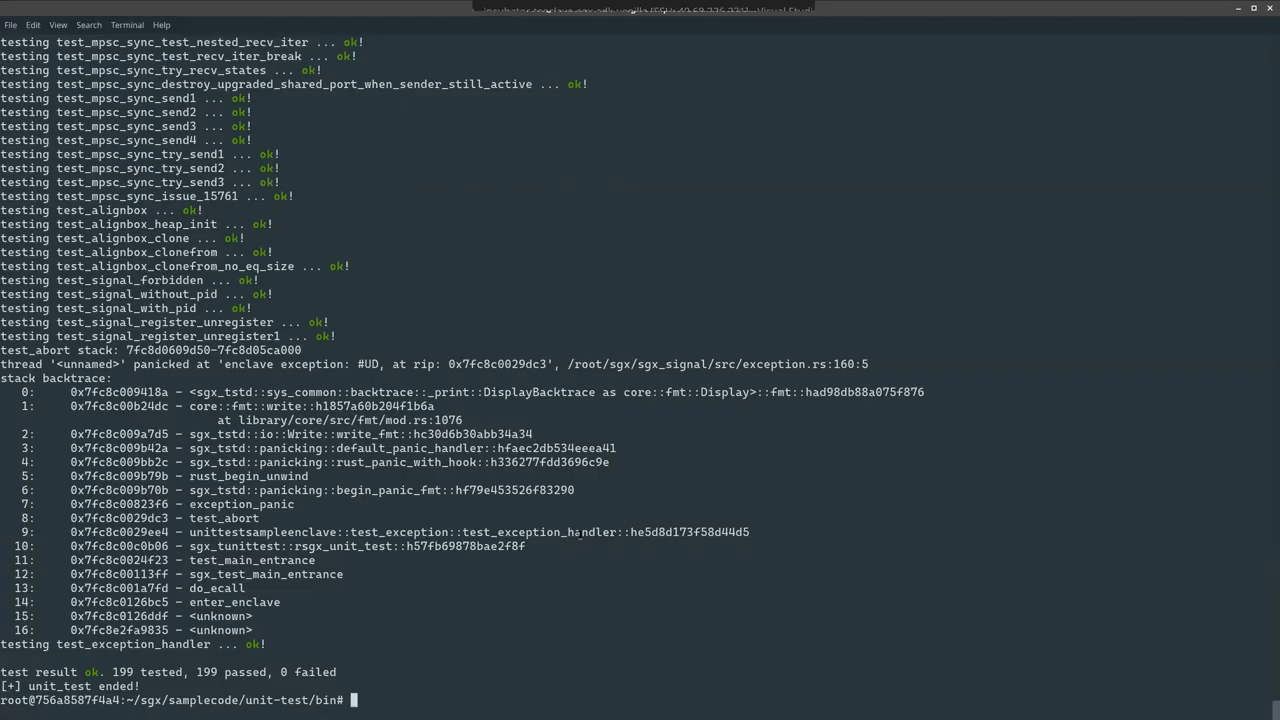 File Edit View Search Terminal Help
testing test_mpsc_sync_test_nested_recv_iter ... ok!
testing test_mpsc_sync_test_recv_iter_break ... ok!
testing test_mpsc_sync_try_recv_states ... ok!
testing test_mpsc_sync_destroy_upgraded_shared_port_when_sender_still_active ... ok!
testing test_mpsc_sync_send1 ... ok!
testing test_mpsc_sync_send2 ... ok!
testing test_mpsc_sync_send3 ... ok!
testing test_mpsc_sync_send4 ... ok!
testing test_mpsc_sync_try_send1 ... ok!
testing test_mpsc_sync_try_send2 ... ok!
testing test_mpsc_sync_try_send3 ... ok!
testing test_mpsc_sync_issue_15761 ... ok!
testing test_alignbox ... ok!
testing test_alignbox_heap_init ... ok!
testing test_alignbox_clone ... ok!
testing test_alignbox_clonefrom ... ok!
testing test_alignbox_clonefrom_no_eq_size ... ok!
testing test_signal_forbidden ... ok!
testing test_signal_without_pid ... ok!
testing test_signal_with_pid ... ok!
testing test_signal_register_unregister ... ok!
testing test_signal_register_unregister1 ... ok!
test_abort stack: 7fc8d0609d50-7fc8d05ca000
thread '<unnamed>' panicked at 'enclave exception: #UD, at rip: 0x7fc8c0029dc3', /root/sgx/sgx_signal/src/exception.rs:160:5
stack backtrace:
0: 0x7fc8c009418a - <sgx_tstd::sys_common::backtrace::_print::DisplayBacktrace as core::fmt::Display>::fmt::had98db88a075f876
1: 0x7fc8c00b24dc - core::fmt::write::h1857a60b204f1b6a
at library/core/src/fmt/mod.rs:1076
2: 0x7fc8c009a7d5 - sgx_tstd::io::Write::write_fmt::hc30d6b30abb34a34
3: 0x7fc8c009b42a - sgx_tstd::panicking::default_panic_handler::hfaec2db534eeea41
4: 0x7fc8c009bb2c - sgx_tstd::panicking::rust_panic_with_hook::h336277fdd3696c9e
5: 0x7fc8c009b79b - rust_begin_unwind
6: 0x7fc8c009b70b - sgx_tstd::panicking::begin_panic_fmt::hf79e453526f83290
7: 0x7fc8c00823f6 - exception_panic
8: 0x7fc8c0029dc3 - test_abort
9: 0x7fc8c0029ee4 - unittestsampleenclave::test_exception::test_exception_handler::he5d8d173f58d44d5
10: 0x7fc8c00c0b06 - sgx_tunittest::rsgx_unit_test::h57fb69878bae2f8f
11: 0x7fc8c0024f23 - test_main_entrance
12: 0x7fc8c00113ff - sgx_test_main_entrance
13: 0x7fc8c001a7fd - do_ecall
14: 0x7fc8c0126bc5 - enter_enclave
15: 0x7fc8c0126ddf - <unknown>
16: 0x7fc8e2fa9835 - <unknown>
testing test_exception_handler ... ok!
test result ok. 199 tested, 199 passed, 0 failed
[+] unit_test ended!
root@756a8587f4a4:~/sgx/samplecode/unit-test/bin#